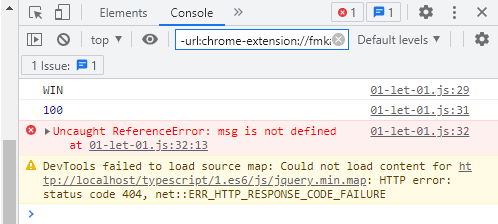 Elements Console » 1 1
top -url:chrome-extension://fmka Default levels
1 Issue: 1
WIN 01-let-01.js:29
100 01-let-01.js:31
Uncaught ReferenceError: msg is not defined 01-let-01.js:32
at 01-let-01.js:32:13
DevTools failed to load source map: Could not load content for ht
tp://localhost/typescript/1.es6/js/jquery.min.map: HTTP error:
status code 404, net::ERR_HTTP_RESPONSE_CODE_FAILURE